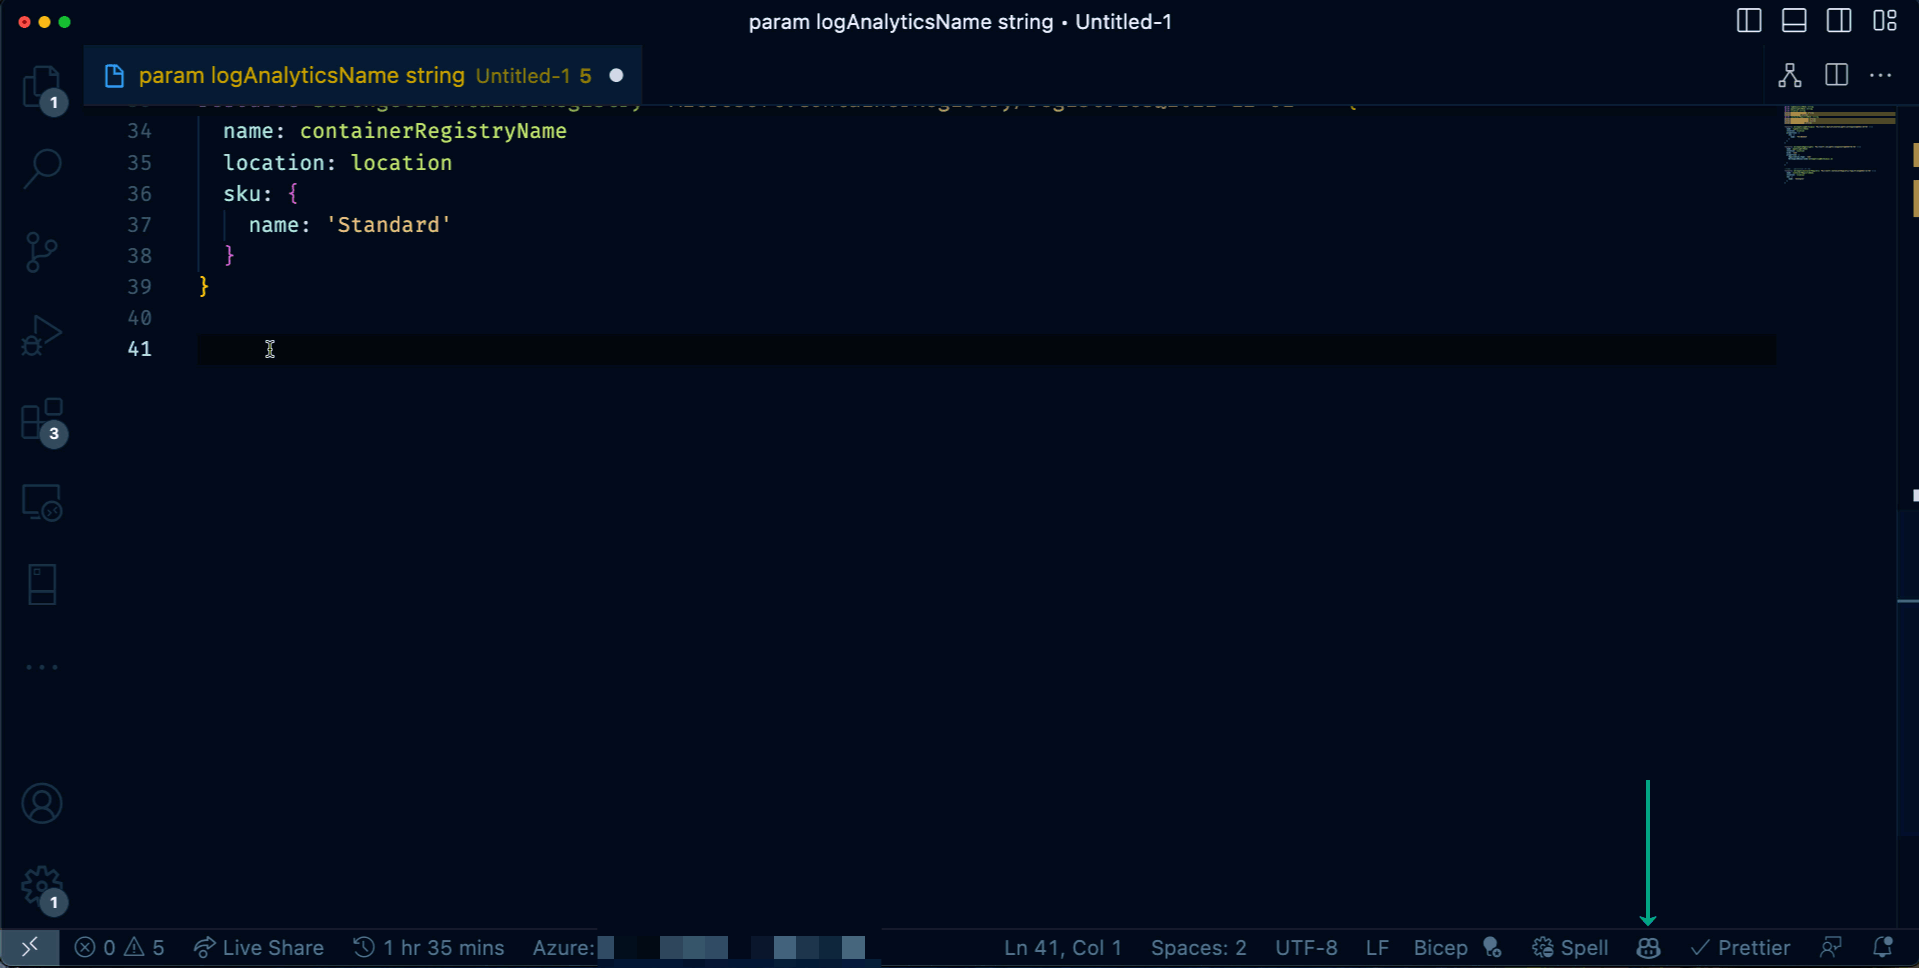 param logAnalyticsName string • Untitled-1
param logAnalyticsName string Untitled-1 5
34 name: containerRegistryName
35 location: location
36 sku: {
37 name: 'Standard'
38 }
39 }
40
41
1
3
1
0 5 Live Share 1 hr 35 mins Azure: Ln 41, Col 1 Spaces: 2 UTF-8 LF Bicep Spell Prettier